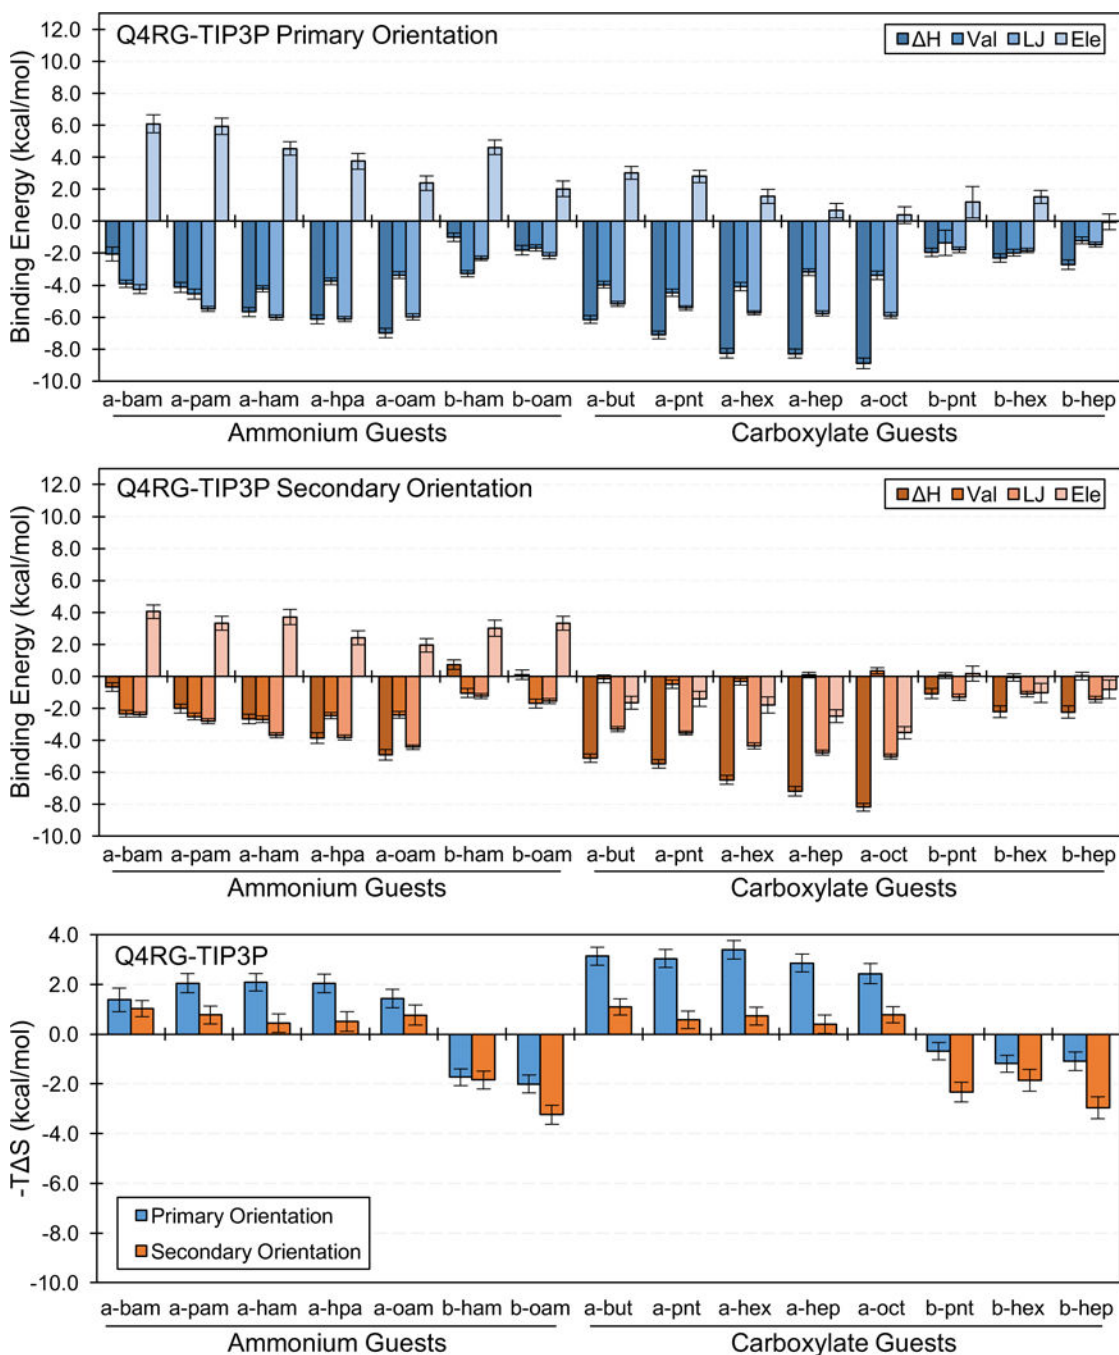 Q4RG-TIP3P Primary Orientation
ΔH Val LJ Ele
Binding Energy (kcal/mol)
12.0
10.0
8.0
6.0
4.0
2.0
0.0
-2.0
-4.0
-6.0
-8.0
-10.0
a-bam a-pam a-ham a-hpa a-oam b-ham b-oam a-but a-pnt a-hex a-hep a-oct b-pnt b-hex b-hep
Ammonium Guests Carboxylate Guests
Q4RG-TIP3P Secondary Orientation
ΔH Val LJ Ele
Binding Energy (kcal/mol)
12.0
10.0
8.0
6.0
4.0
2.0
0.0
-2.0
-4.0
-6.0
-8.0
-10.0
a-bam a-pam a-ham a-hpa a-oam b-ham b-oam a-but a-pnt a-hex a-hep a-oct b-pnt b-hex b-hep
Ammonium Guests Carboxylate Guests
Q4RG-TIP3P
-TΔS (kcal/mol)
4.0
2.0
0.0
-2.0
-4.0
-6.0
-8.0
-10.0
Primary Orientation
Secondary Orientation
a-bam a-pam a-ham a-hpa a-oam b-ham b-oam a-but a-pnt a-hex a-hep a-oct b-pnt b-hex b-hep
Ammonium Guests Carboxylate Guests